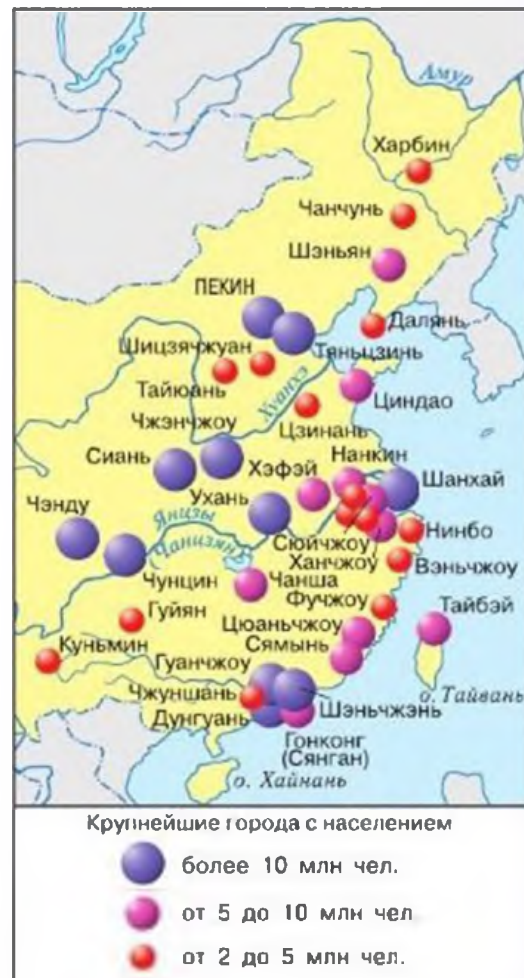 Амур
Харбин
Чанчунь
Шэньян
ПЕКИН
Далянь
Шицзячжуан
Тяньцзинь
Тайюань
Хуанхэ
Циндао
Чжэнчжоу
Цзинань
Нанкин
Сиань
Хэфэй
Шанхай
Чэнду
Ухань
Янцзы
(Чанцзян)
Нинбо
Сюйчжоу
Ханчжоу
Вэньчжоу
Чунцин
Чанша
Фучжоу
Тайбэй
Гуйян
Цюаньчжоу
Куньмин
Сямынь
Гуанчжоу
о. Тайвань
Чжуншань
Шэньчжэнь
Дунгуань
Гонконг
(Сянган)
о. Хайнань
Крупнейшие города с населением
более 10 млн чел.
от 5 до 10 млн чел
от 2 до 5 млн чел.